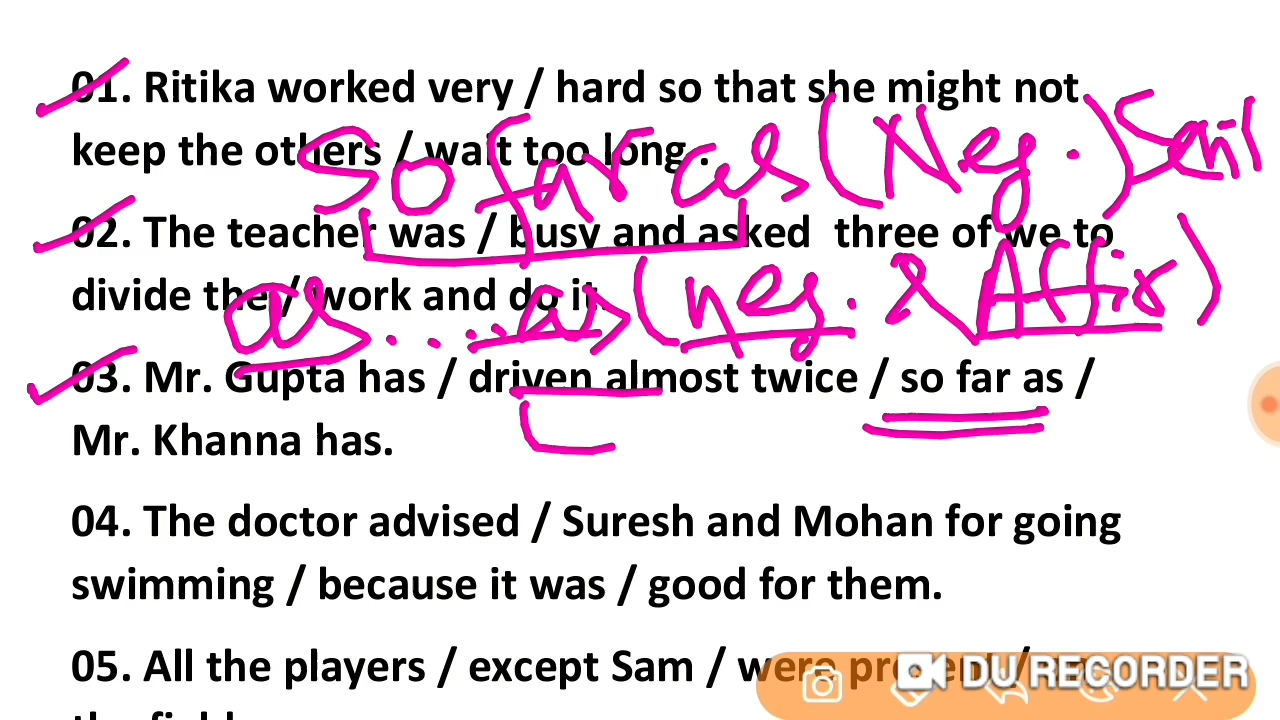 01. Ritika worked very / hard so that she might not
keep the others / wait too long .
So far as (Neg.) Sent
02. The teacher was / busy and asked three of we to
divide the / work and do it.
as....as (neg. & Affir)
03. Mr. Gupta has / driven almost twice / so far as /
Mr. Khanna has.
04. The doctor advised / Suresh and Mohan for going
swimming / because it was / good for them.
05. All the players / except Sam / were present /
DU RECORDER